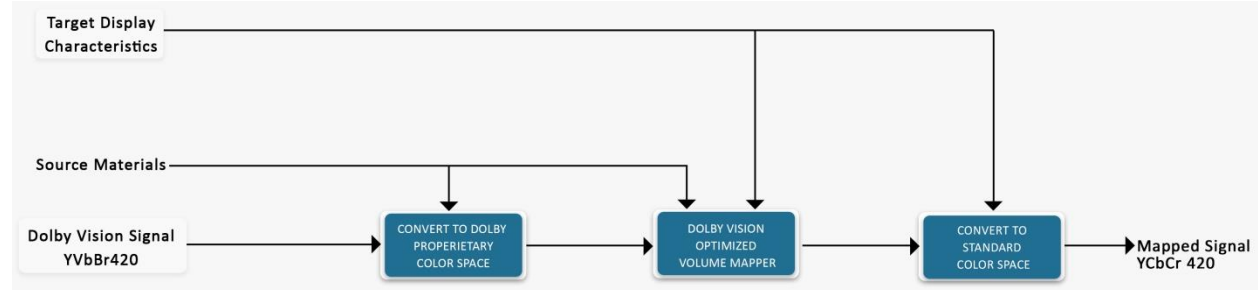 Target Display
Characteristics
Source Materials
Dolby Vision Signal
YVbBr420
CONVERT TO DOLBY
PROPERIETARY
COLOR SPACE
DOLBY VISION
OPTIMIZED
VOLUME MAPPER
CONVERT TO
STANDARD
COLOR SPACE
Mapped Signal
YCbCr 420